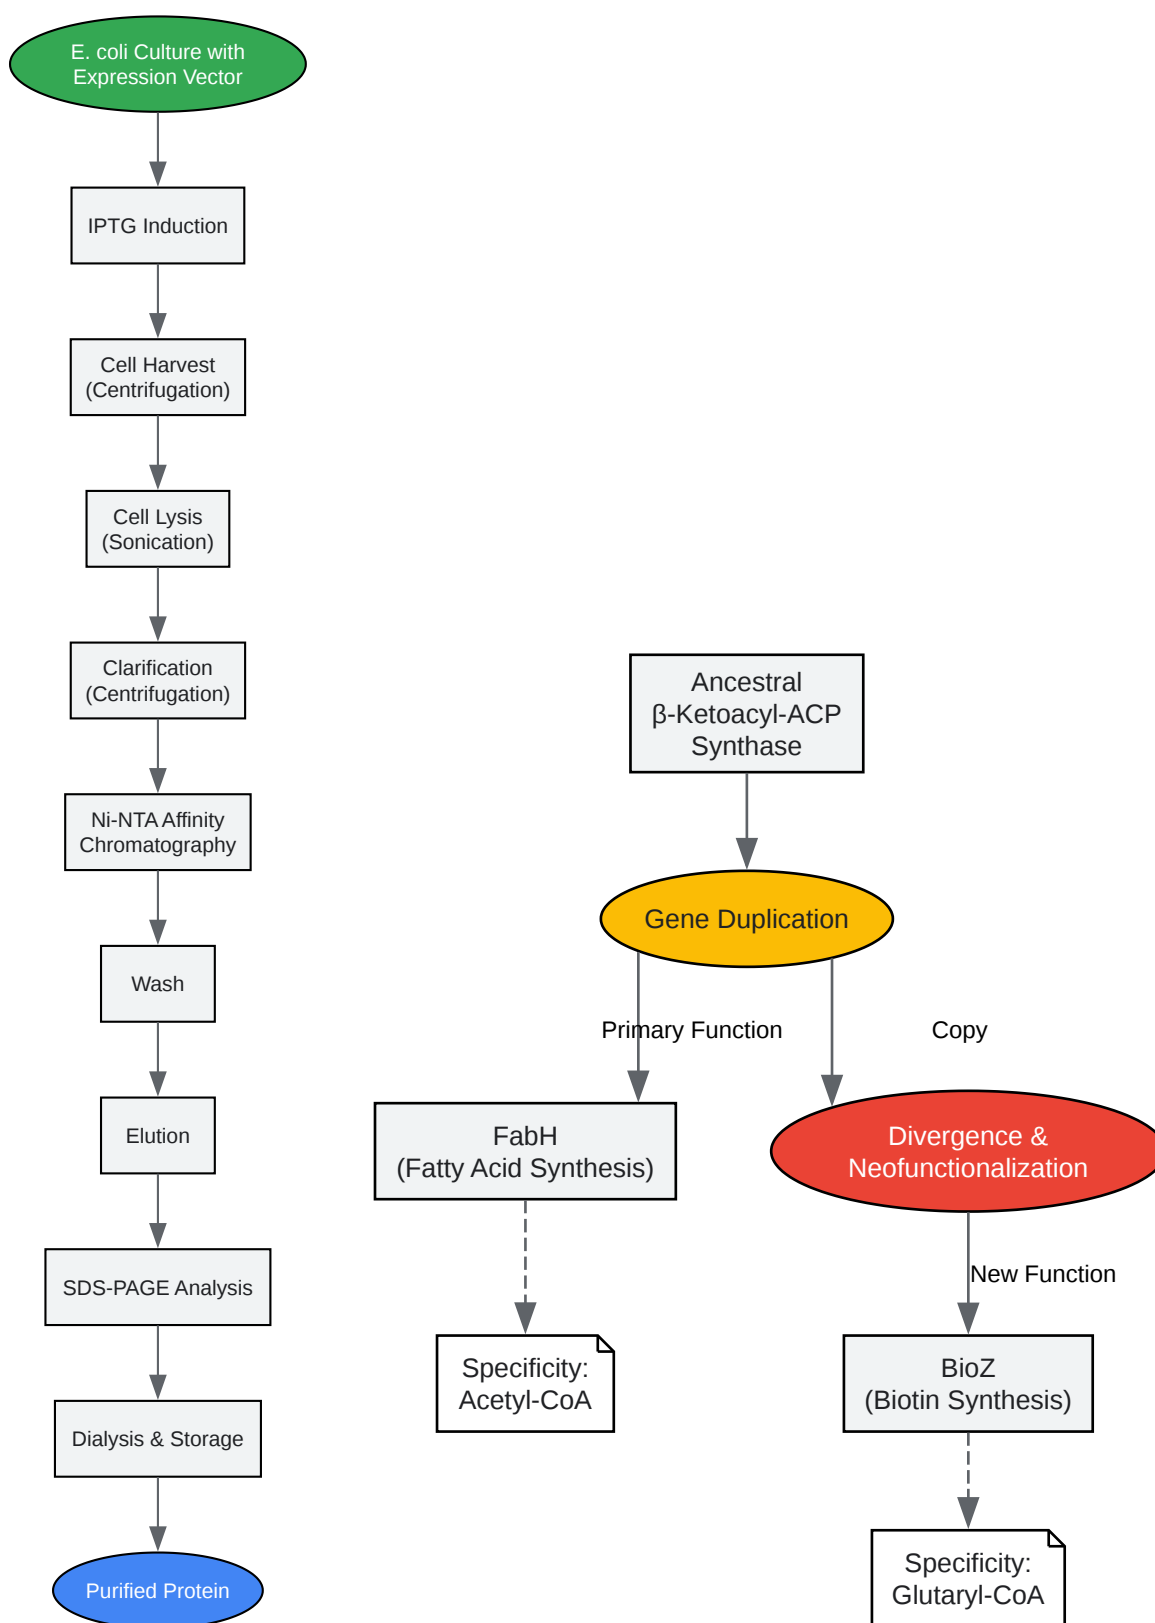 E. coli Culture with
Expression Vector
IPTG Induction
Cell Harvest
(Centrifugation)
Cell Lysis
(Sonication)
Clarification
(Centrifugation)
Ni-NTA Affinity
Chromatography
Wash
Elution
SDS-PAGE Analysis
Dialysis & Storage
Purified Protein
Ancestral
β-Ketoacyl-ACP
Synthase
Gene Duplication
Primary Function
Copy
FabH
(Fatty Acid Synthesis)
Divergence &
Neofunctionalization
New Function
Specificity:
Acetyl-CoA
BioZ
(Biotin Synthesis)
Specificity:
Glutaryl-CoA